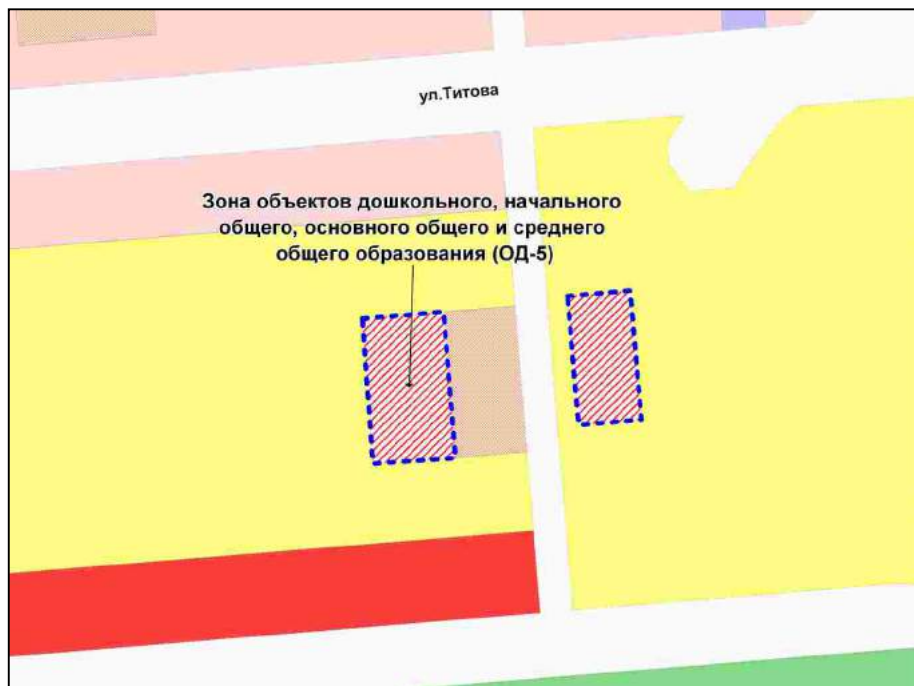 ул.Титова
Зона объектов дошкольного, начального
общего, основного общего и среднего
общего образования (ОД-5)